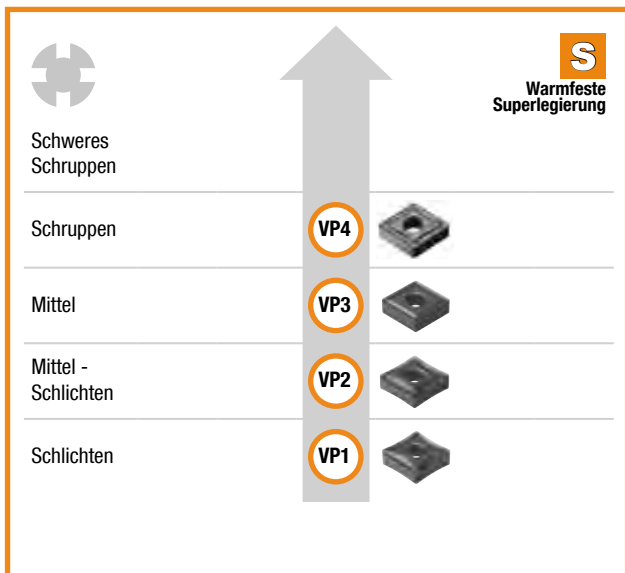 S
Warmfeste
Superlegierung
Schweres
Schruppen
Schruppen
VP4
Mittel
VP3
Mittel -
Schlichten
VP2
Schlichten
VP1